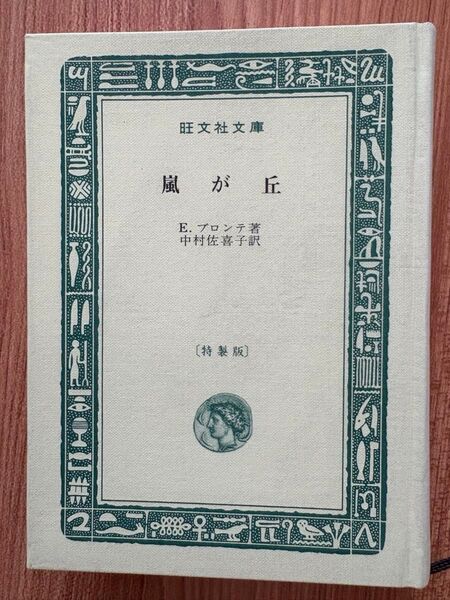 旺文社文庫
嵐が丘
E. ブロンテ著
中村佐喜子訳
〔特製版〕